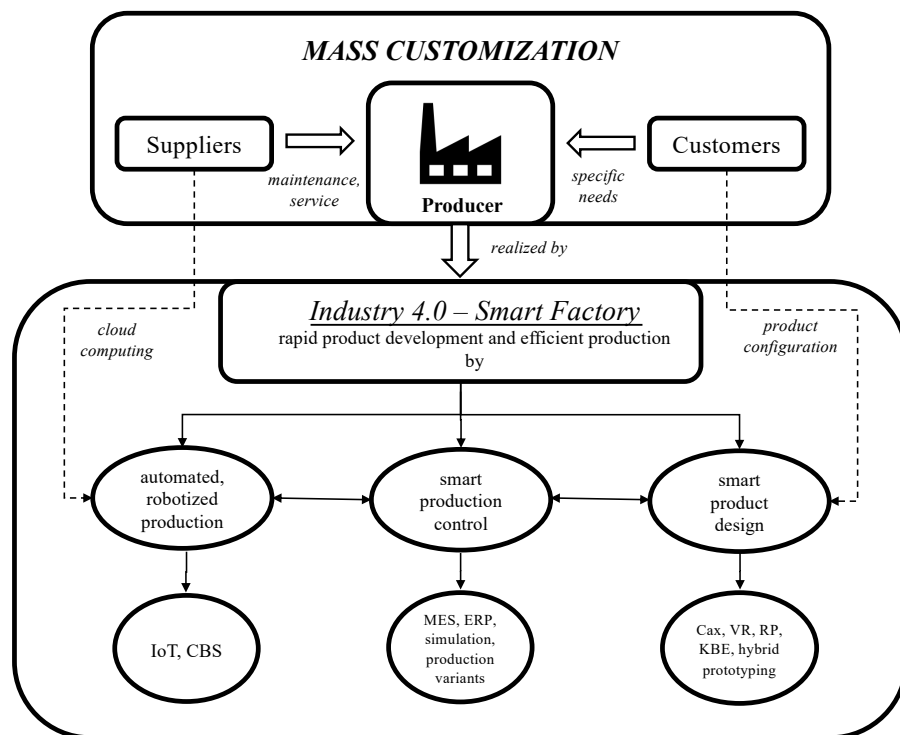 MASS CUSTOMIZATION
Suppliers
Customers
maintenance,
service
specific
needs
Producer
realized by
Industry 4.0 – Smart Factory
rapid product development and efficient production
by
cloud
computing
product
configuration
automated,
robotized
production
smart
production
control
smart
product
design
IoT, CBS
MES, ERP,
simulation,
production
variants
Cax, VR, RP,
KBE, hybrid
prototyping